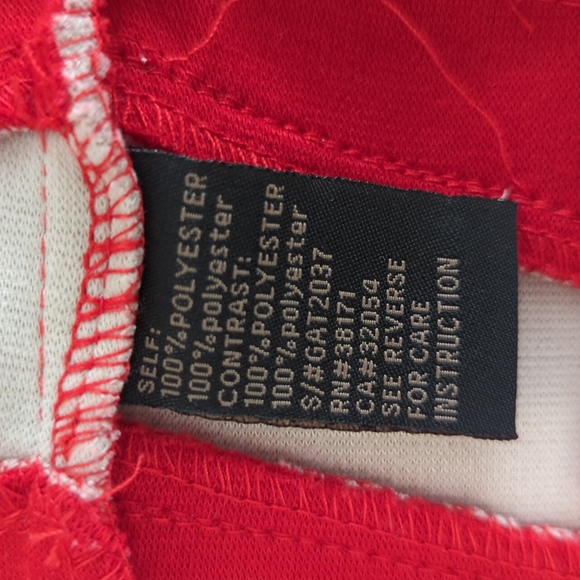 SELF:
100%POLYESTER
100%polyester
CONTRAST:
100%POLYESTER
100%polyester
S/#GAT2037
RN#38171
CA#32054
SEE REVERSE
FOR CARE
INSTRUCTION